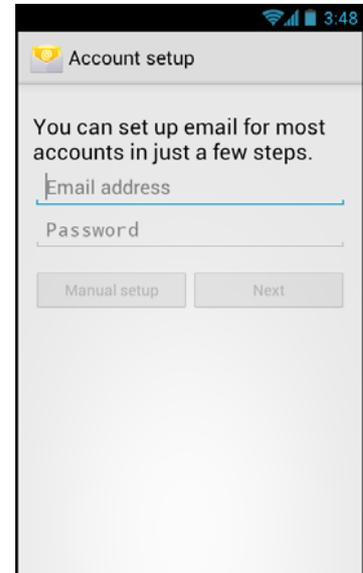 3:48
Account setup
You can set up email for most
accounts in just a few steps.
Email address
Password
Manual setup
Next